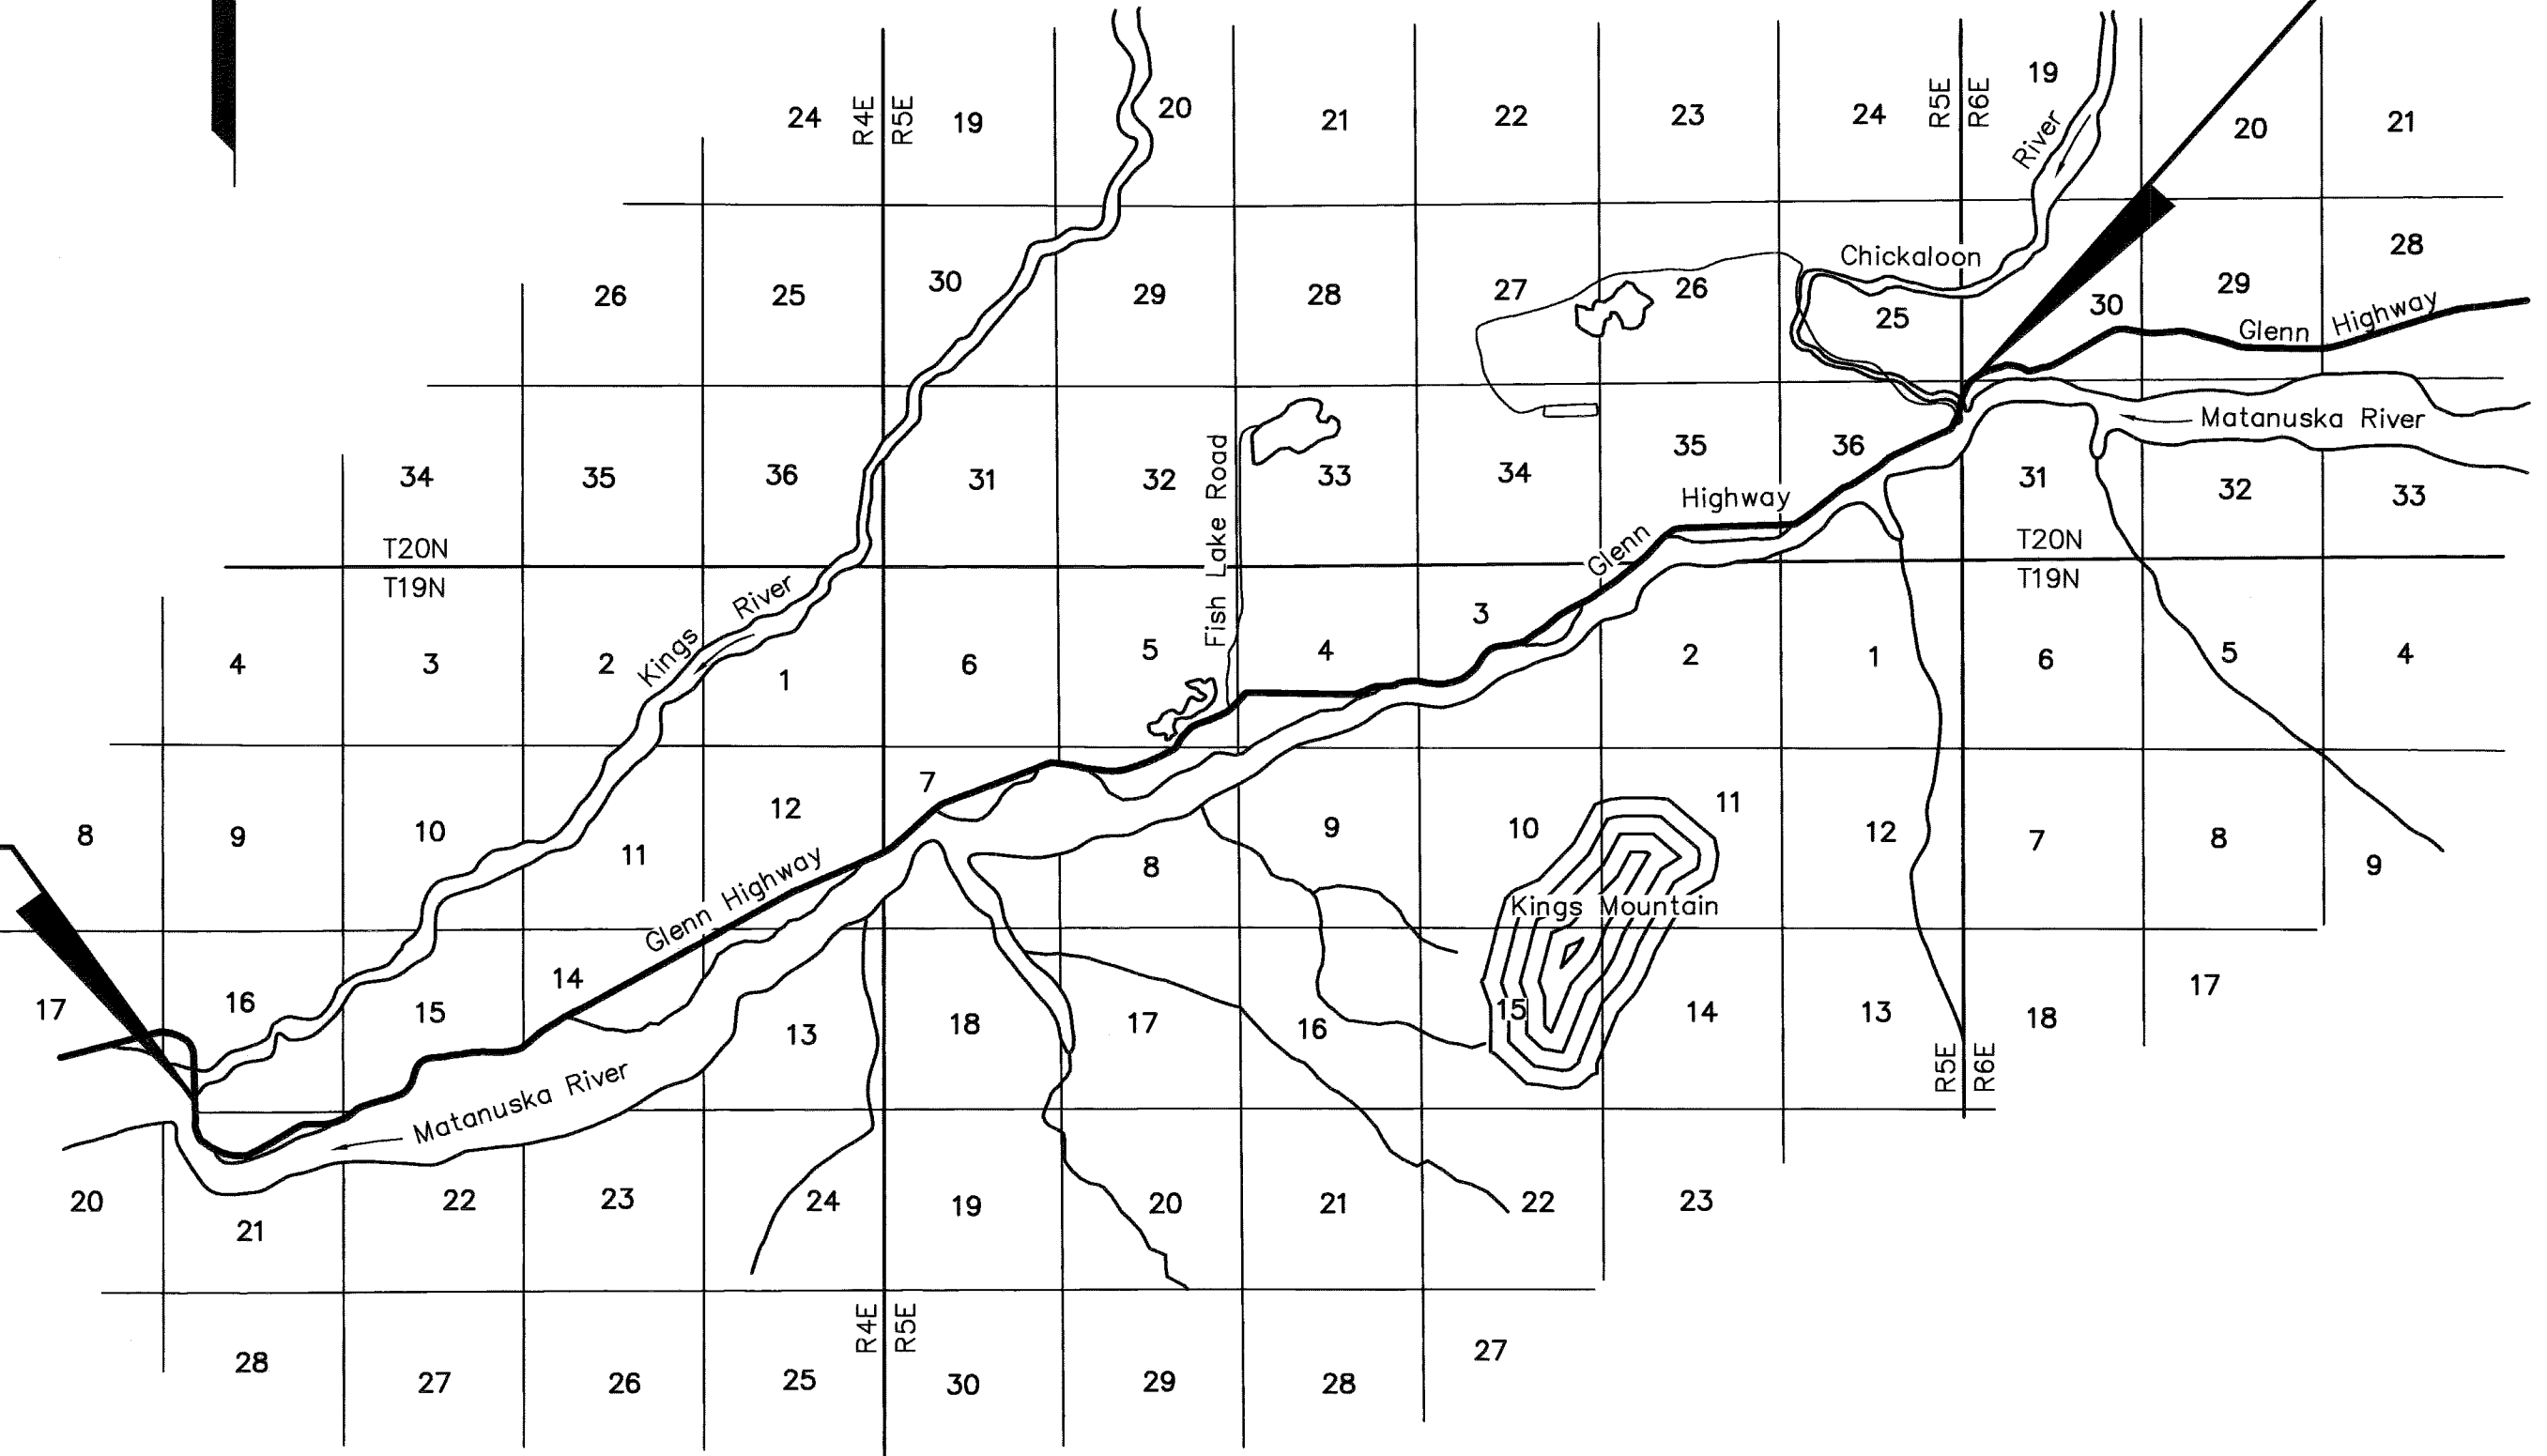 24 R4E R5E 19 20 21 22 23 24 R5E R6E 19 20 21
River
26 25 30 29 28 27 26 Chickaloon 25 30 29 28
Glenn Highway
Matanuska River
34 35 36 31 32 Fish Lake Road 33 34 35 36 31 32 33
Glenn Highway
T20N T20N
T19N T19N
Kings River
4 3 2 1 6 5 4 3 2 1 6 5 4
8 9 10 11 12 7 8 9 10 11 12 7 8 9
Glenn Highway
Kings Mountain
17 16 15 14 13 18 17 16 15 14 13 18 17
R5E R6E
Matanuska River
20 21 22 23 24 19 20 21 22 23
R4E R5E
28 27 26 25 30 29 28 27